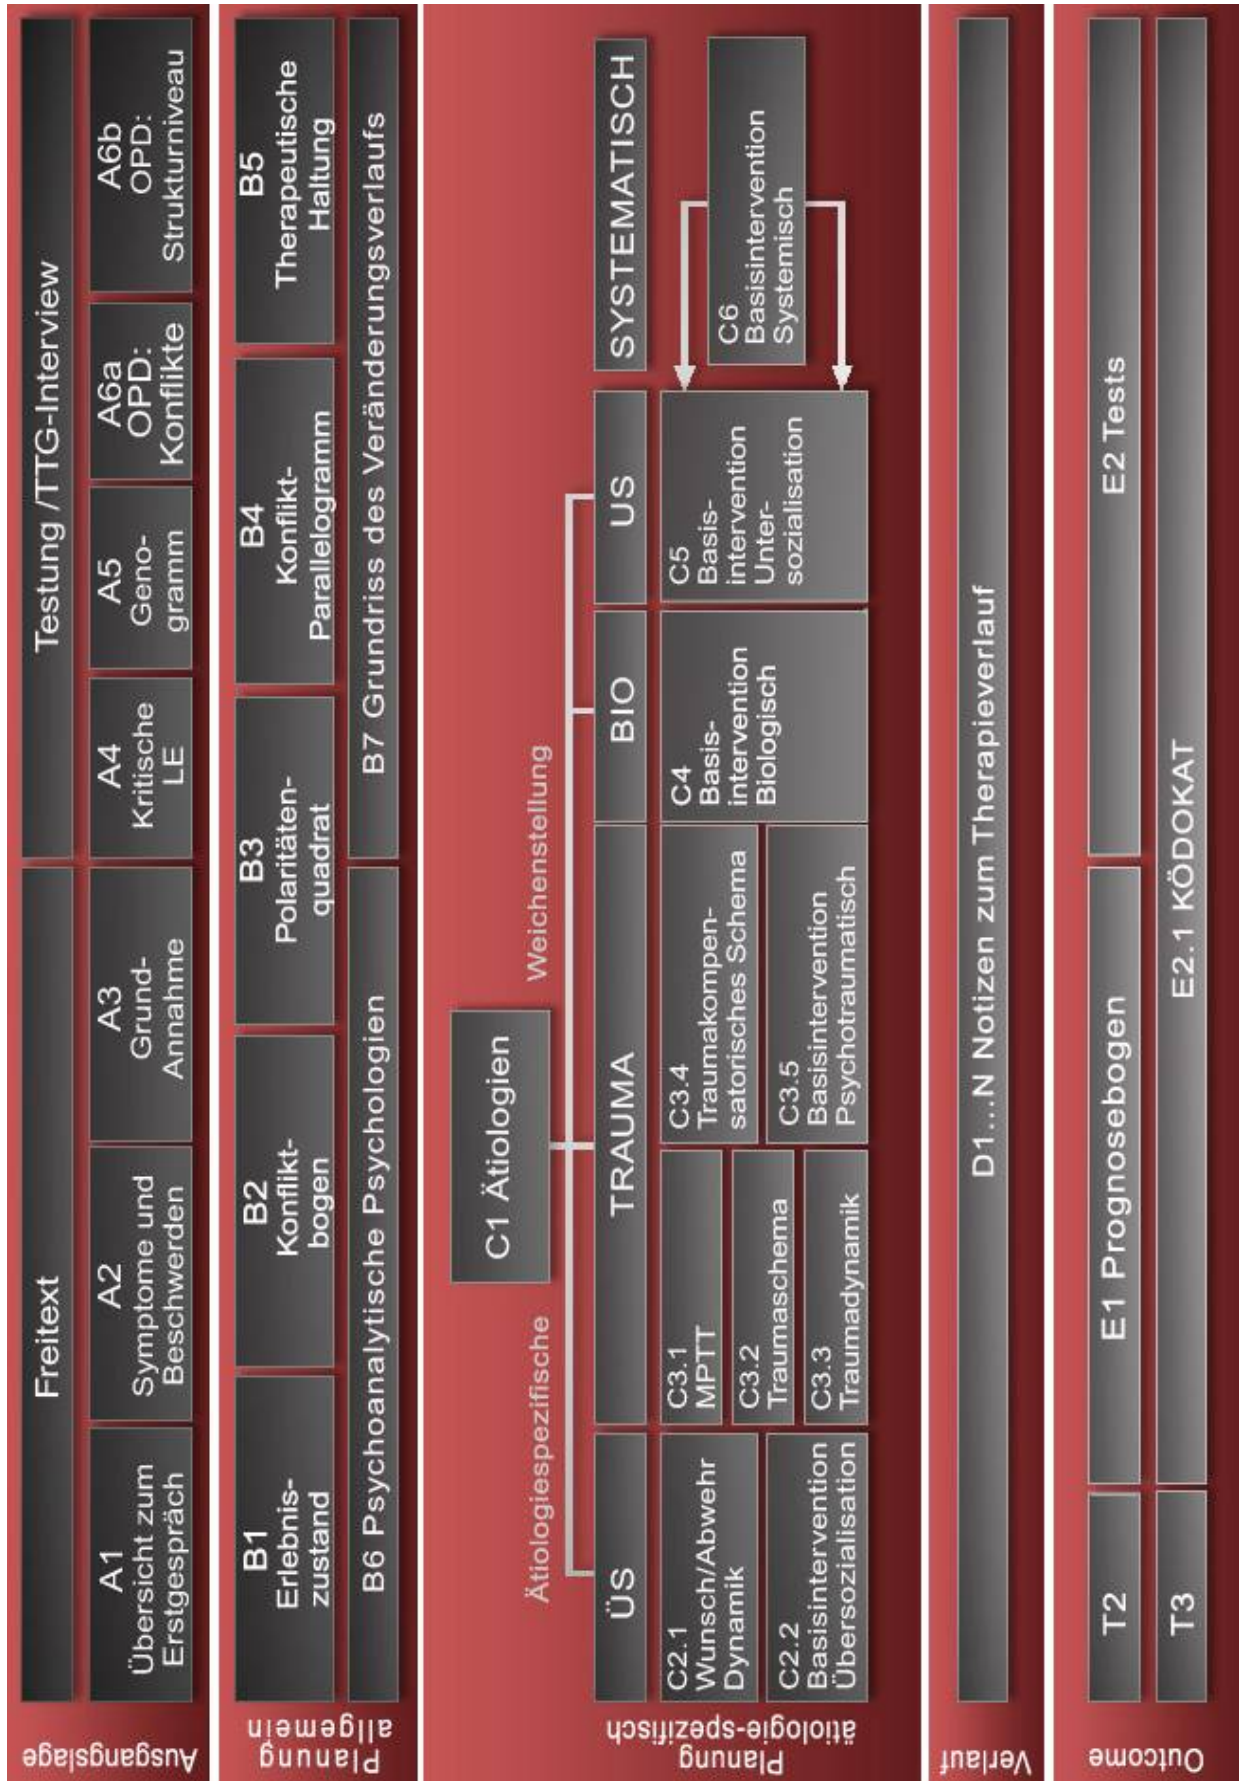 Ausgangslage
Freitext
Testung /TTG-Interview
A1
Übersicht zum
Erstgespräch
A2
Symptome und
Beschwerden
A3
Grund-
Annahme
A4
Kritische
LE
A5
Geno-
gramm
A6a
OPD:
Konflikte
A6b
OPD:
Strukturniveau
Planung
allgemein
B1
Erlebnis-
zustand
B2
Konflikt-
bogen
B3
Polaritäten-
quadrat
B4
Konflikt-
Parallelogramm
B5
Therapeutische
Haltung
B6 Psychoanalytische Psychologien
B7 Grundriss des Veränderungsverlaufs
Planung
ätiologie-spezifisch
C1 Ätiologien
Ätiologiespezifische
Weichenstellung
ÜS
TRAUMA
BIO
US
SYSTEMATISCH
C2.1
Wunsch/Abwehr
Dynamik
C2.2
Basisintervention
Übersozialisation
C3.1
MPTT
C3.2
Traumaschema
C3.3
Traumadynamik
C3.4
Traumakompen-
satorisches Schema
C3.5
Basisintervention
Psychotraumatisch
C4
Basis-
intervention
Biologisch
C5
Basis-
intervention
Unter-
sozialisation
C6
Basisintervention
Systemisch
Verlauf
D1...N Notizen zum Therapieverlauf
Outcome
T2
E1 Prognosebogen
E2 Tests
T3
E2.1 KÖDOKAT